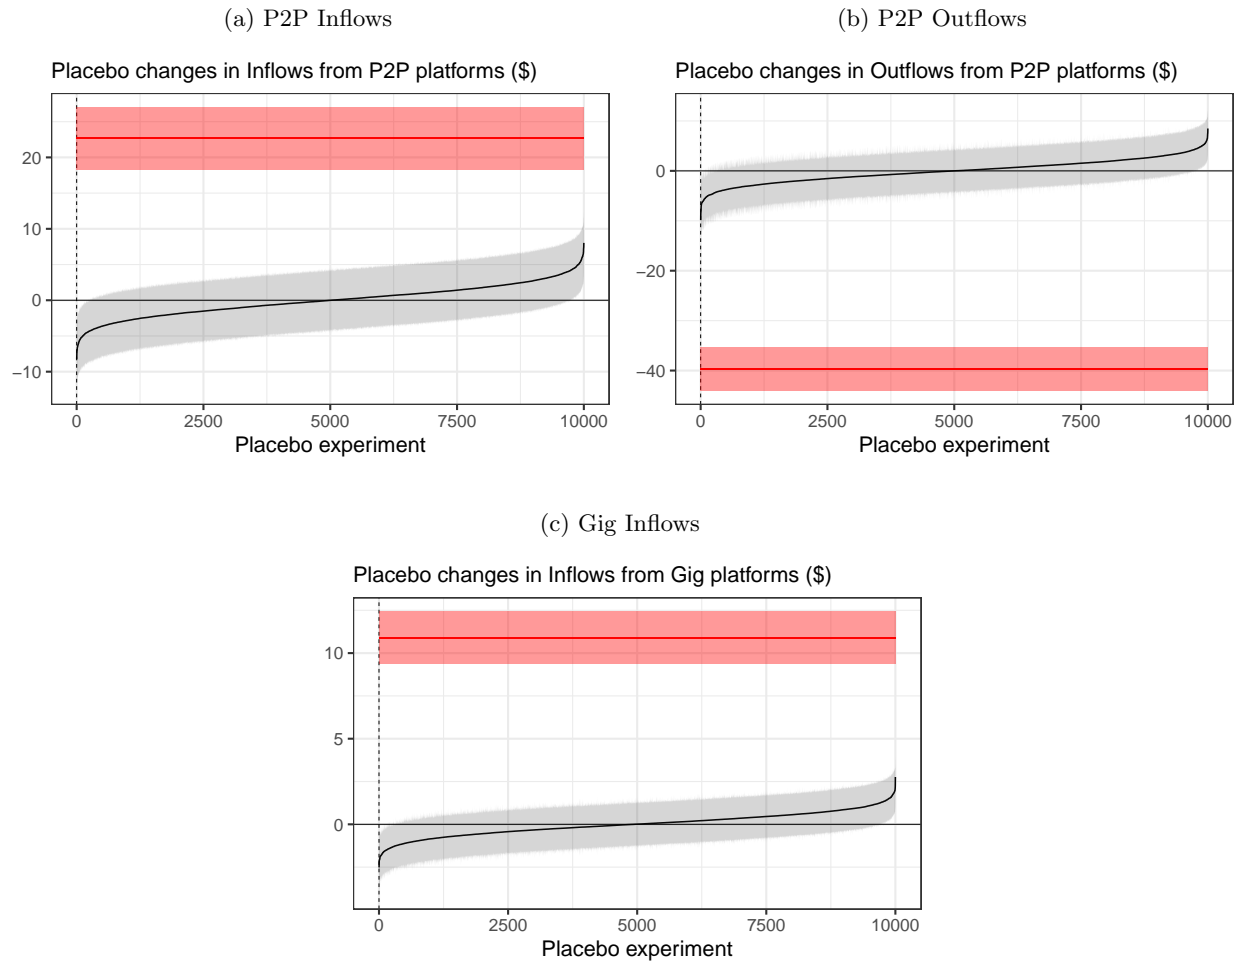 (a) P2P Inflows
Placebo changes in Inflows from P2P platforms ($)
20
10
0
−10
0 2500 5000 7500 10000
Placebo experiment
(b) P2P Outflows
Placebo changes in Outflows from P2P platforms ($)
0
−20
−40
0 2500 5000 7500 10000
Placebo experiment
(c) Gig Inflows
Placebo changes in Inflows from Gig platforms ($)
10
5
0
0 2500 5000 7500 10000
Placebo experiment